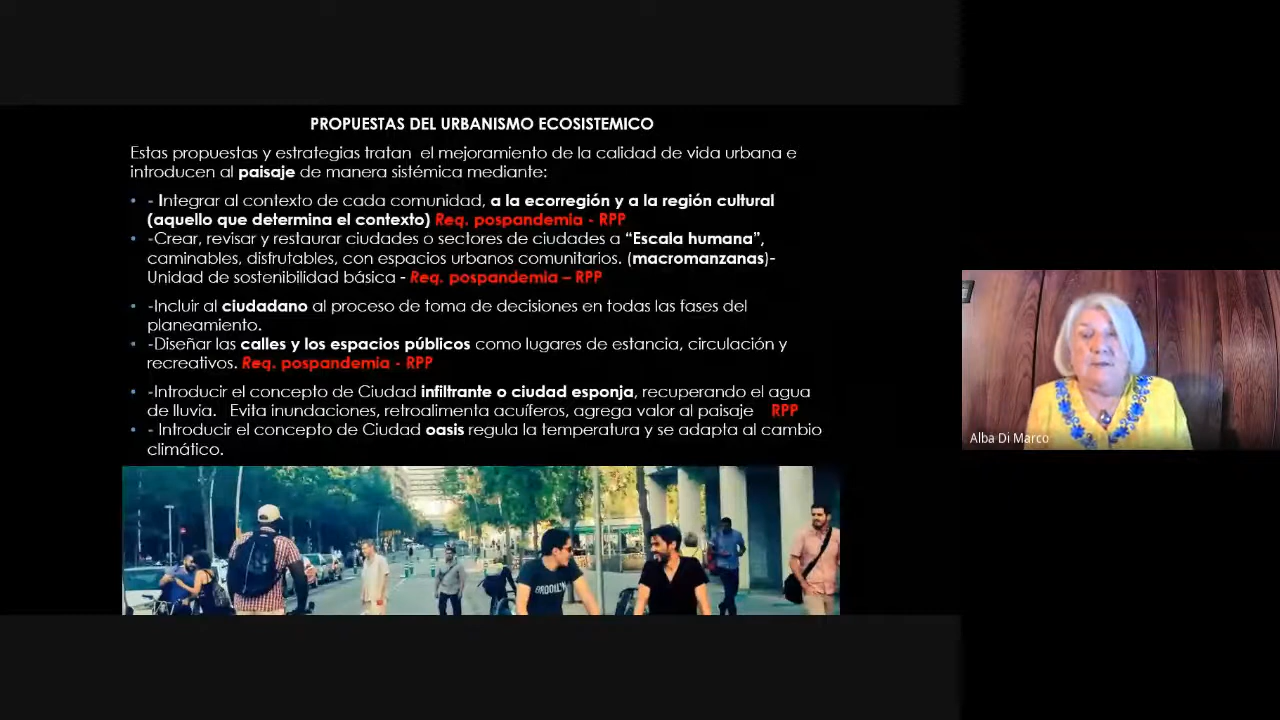 PROPUESTAS DEL URBANISMO ECOSISTEMICO
Estas propuestas y estrategias tratan el mejoramiento de la calidad de vida urbana e
introducen al paisaje de manera sistémica mediante:
• - Integrar al contexto de cada comunidad, a la ecorregión y a la región cultural
(aquello que determina el contexto) Req. pospandemia - RPP
• -Crear, revisar y restaurar ciudades o sectores de ciudades a “Escala humana”,
caminables, disfrutables, con espacios urbanos comunitarios. (macromanzanas)-
Unidad de sostenibilidad básica - Req. pospandemia – RPP
• -Incluir al ciudadano al proceso de toma de decisiones en todas las fases del
planeamiento.
• -Diseñar las calles y los espacios públicos como lugares de estancia, circulación y
recreativos. Req. pospandemia - RPP
• -Introducir el concepto de Ciudad infiltrante o ciudad esponja, recuperando el agua
de lluvia. Evita inundaciones, retroalimenta acuíferos, agrega valor al paisaje RPP
• - Introducir el concepto de Ciudad oasis regula la temperatura y se adapta al cambio
climático.
BROOKLYN
Alba Di Marco